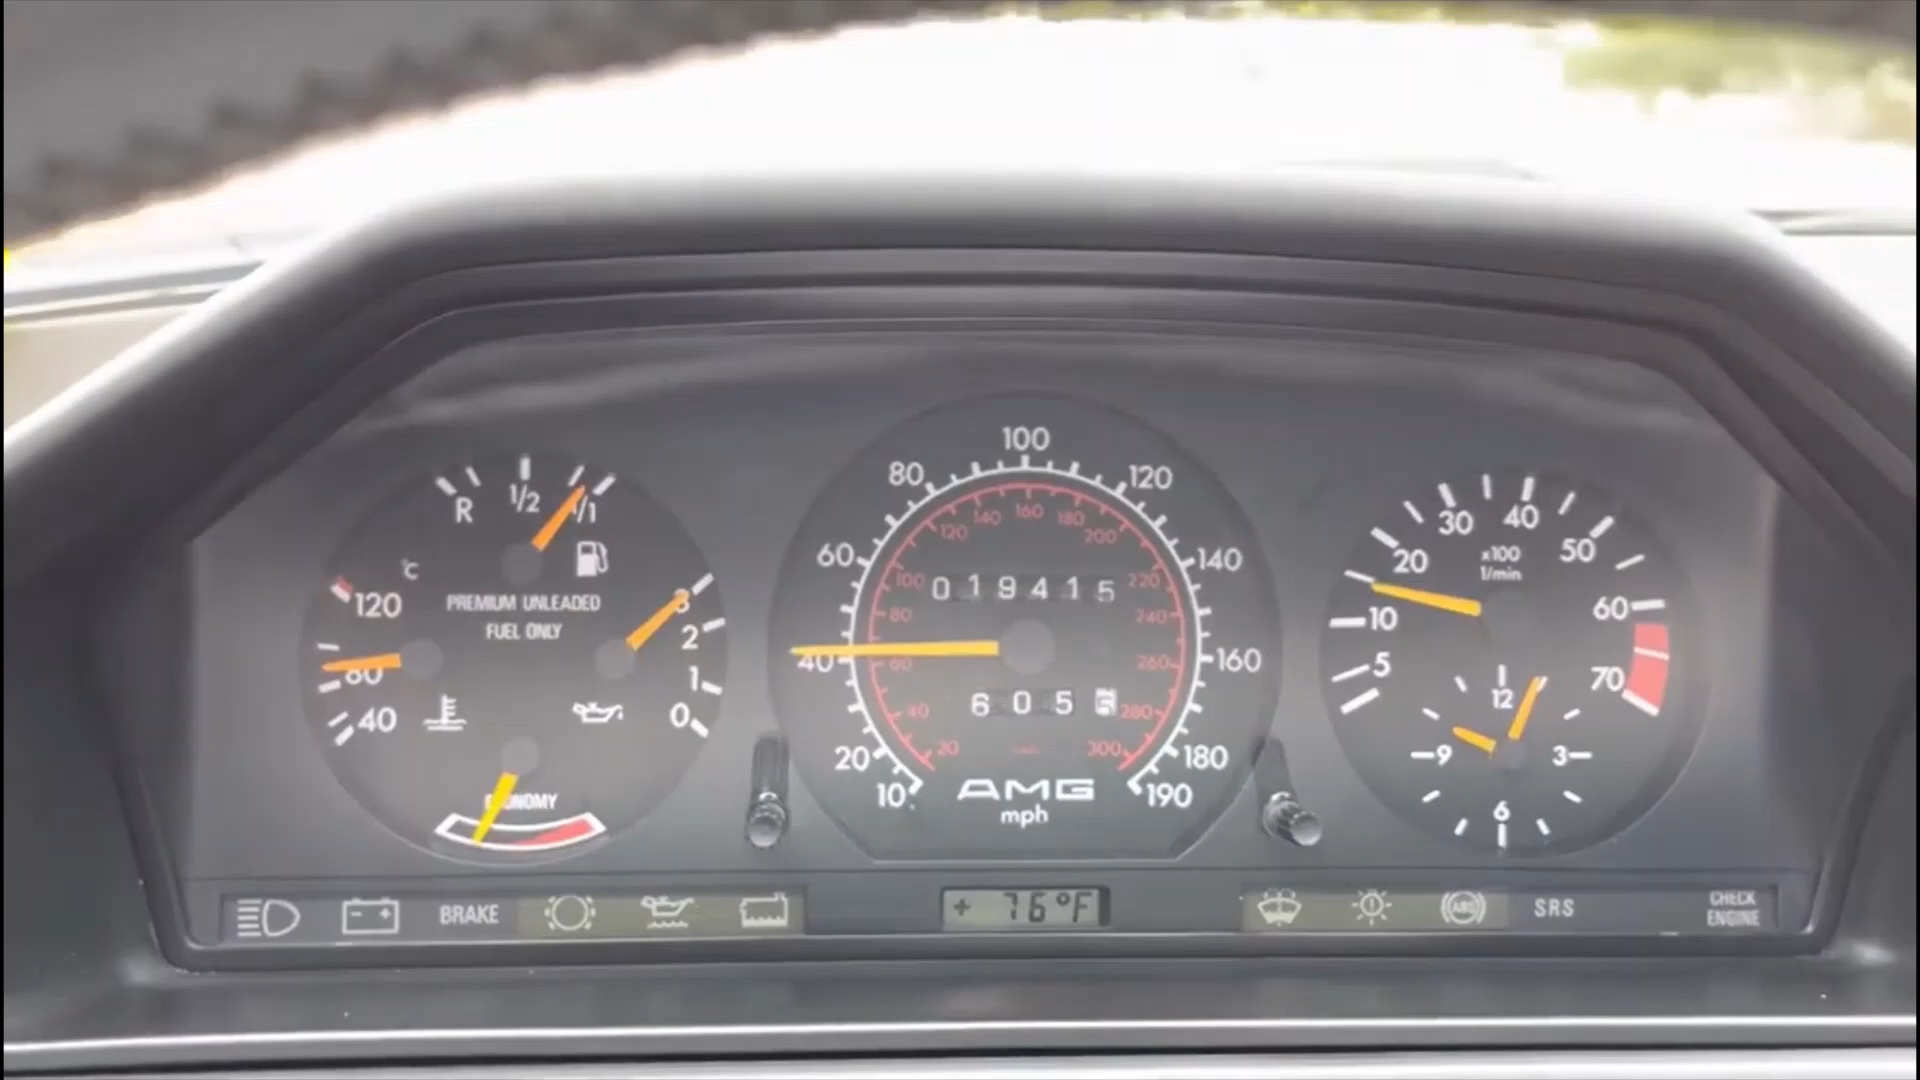 R 1/2 1/1
°C
120
80
40
PREMIUM UNLEADED
FUEL ONLY
3
2
1
0
ECONOMY
10 20 40 60 80 100 120 140 160 180 190
20 40 60 80 100 120 140 160 180 200 220 240 260 280 300
019415
605
AMG
mph
5 10 20 30 40 50 60 70
x100
1/min
12
3
6
9
BRAKE
+ 76°F
ABS
SRS
CHECK
ENGINE